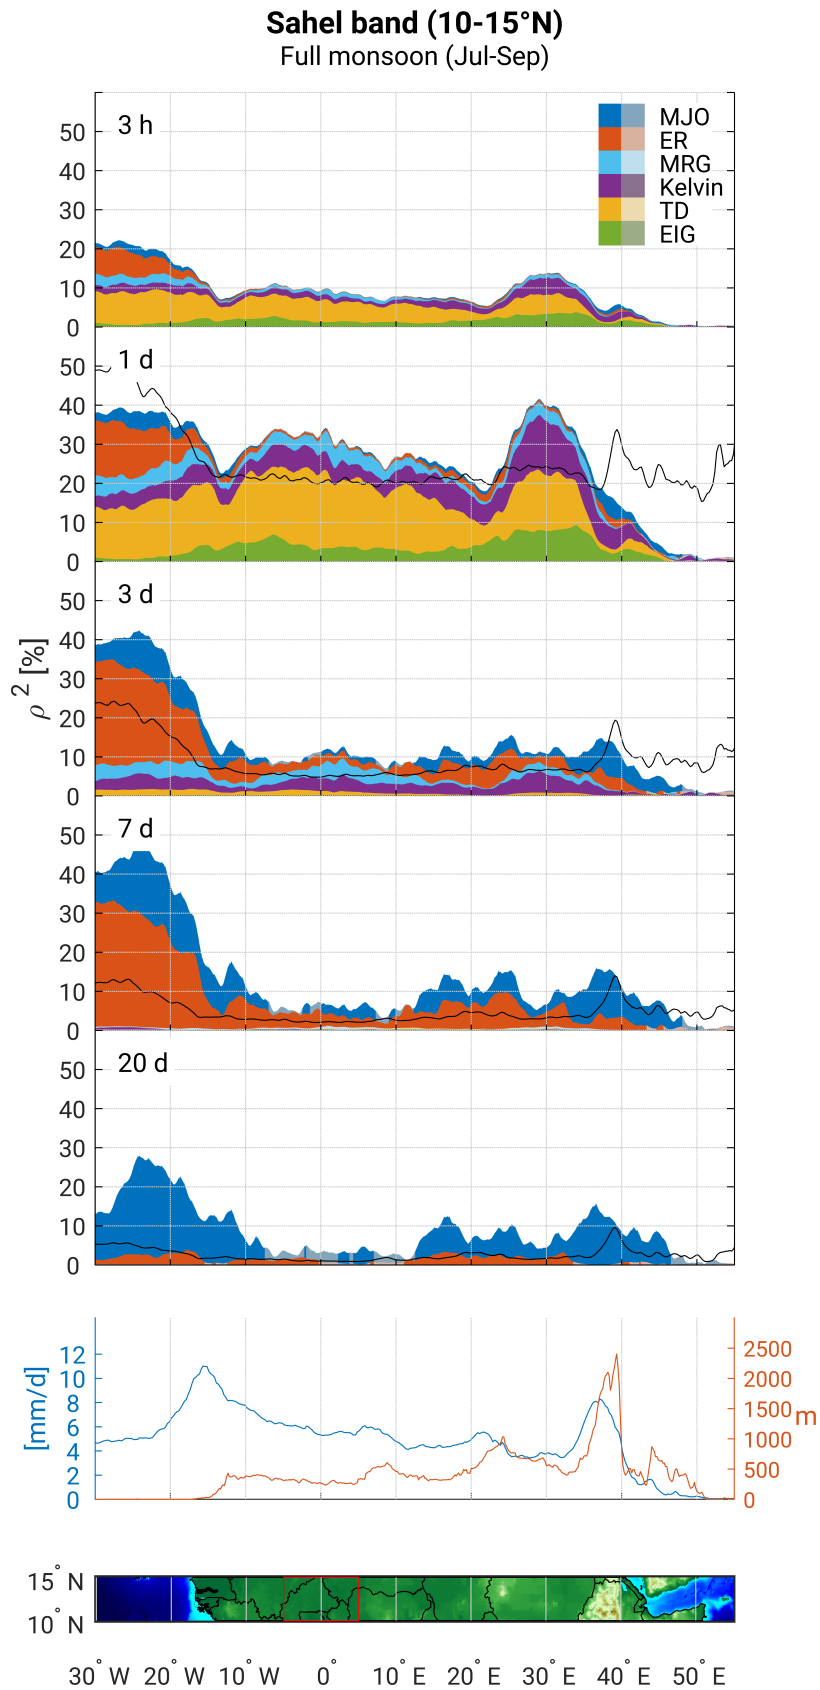 Sahel band (10-15°N)
Full monsoon (Jul-Sep)
3 h
MJO
ER
MRG
Kelvin
TD
EIG
50
40
30
20
10
0
1 d
50
40
30
20
10
0
3 d
50
40
30
20
10
0
ρ 2 [%]
7 d
50
40
30
20
10
0
20 d
50
40
30
20
10
0
[mm/d]
12
10
8
6
4
2
0
2500
2000
1500
1000
500
0
m
15° N
10° N
30° W 20° W 10° W 0° 10° E 20° E 30° E 40° E 50° E